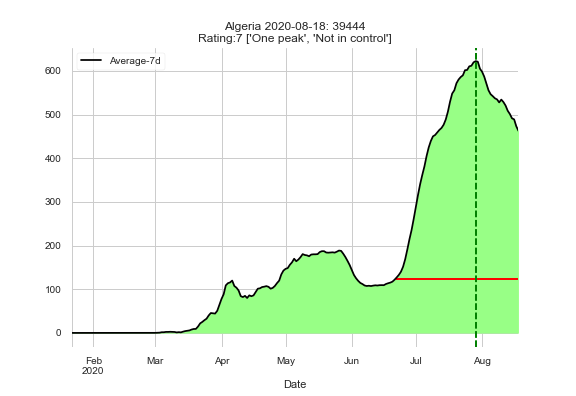 Algeria 2020-08-18: 39444
Rating:7 ['One peak', 'Not in control']
Average-7d
600
500
400
300
200
100
0
Feb
2020
Mar
Apr
May
Jun
Jul
Aug
Date